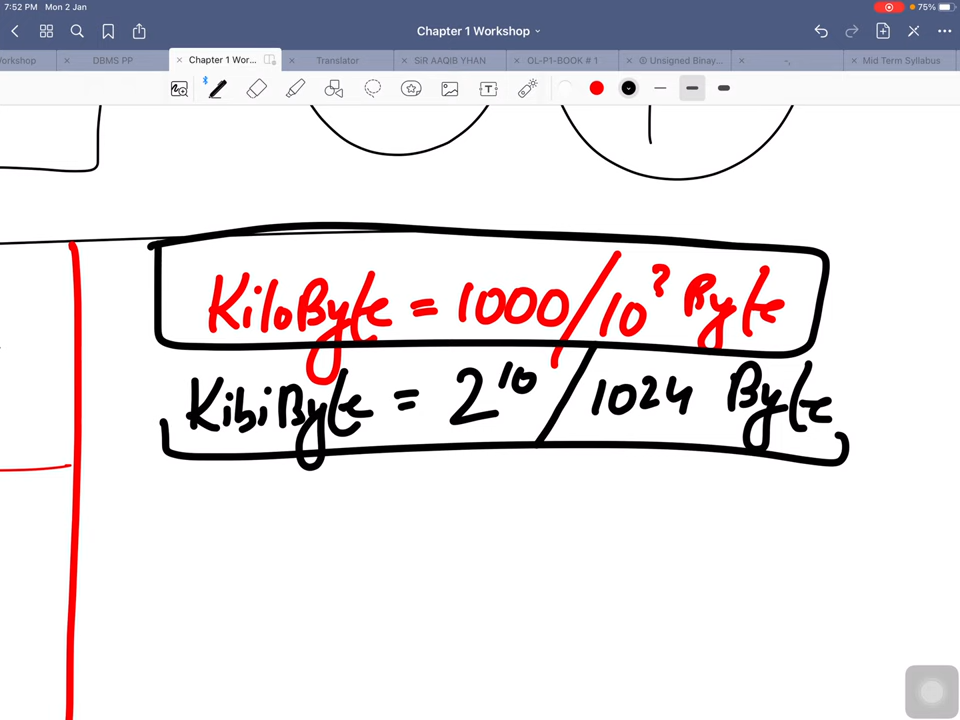 7:52 PM Mon 2 Jan
75%
Chapter 1 Workshop
orkshop
DBMS PP
Chapter 1 Wor...
Translator
SiR AAQIB YHAN
OL-P1-BOOK # 1
Unsigned Binay...
-,
Mid Term Syllabus
KiloByte = 1000/10³ Byte
KibiByte = 2¹⁰/1024 Byte